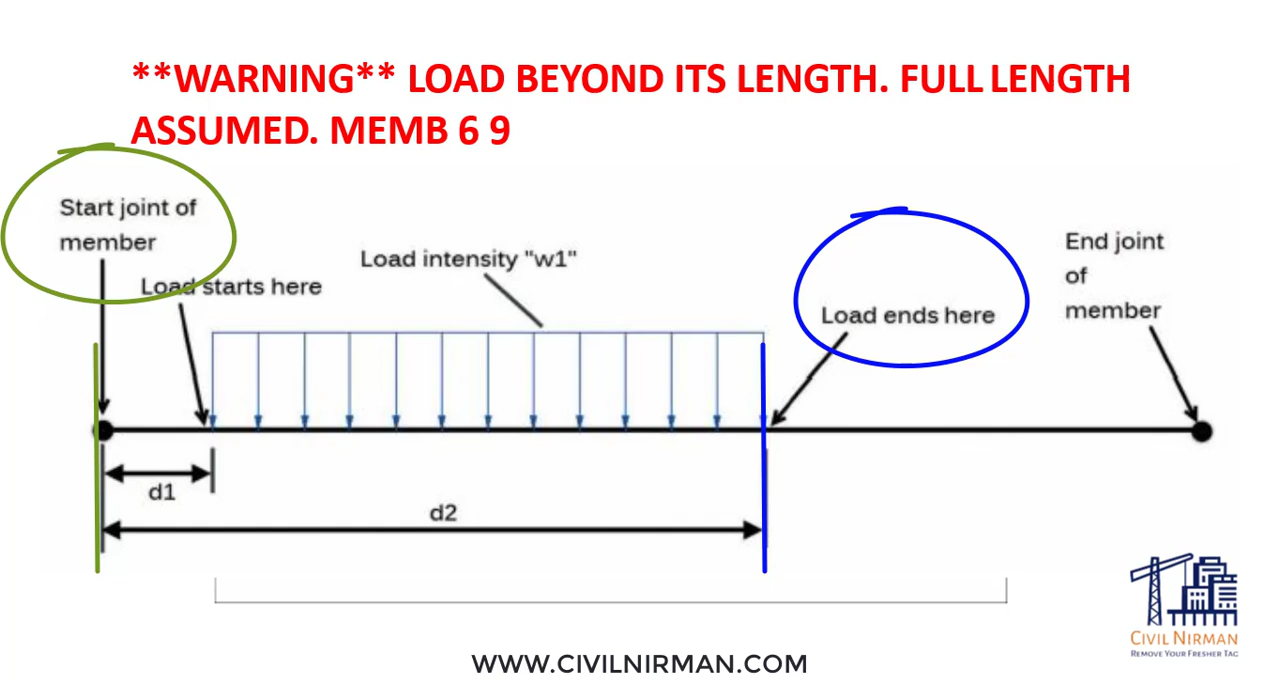 **WARNING** LOAD BEYOND ITS LENGTH. FULL LENGTH
ASSUMED. MEMB 6 9
Start joint of
member
Load starts here
Load intensity "w1"
Load ends here
End joint
of
member
d1
d2
CIVIL NIRMAN
REMOVE YOUR FRESHER TAC
WWW.CIVILNIRMAN.COM